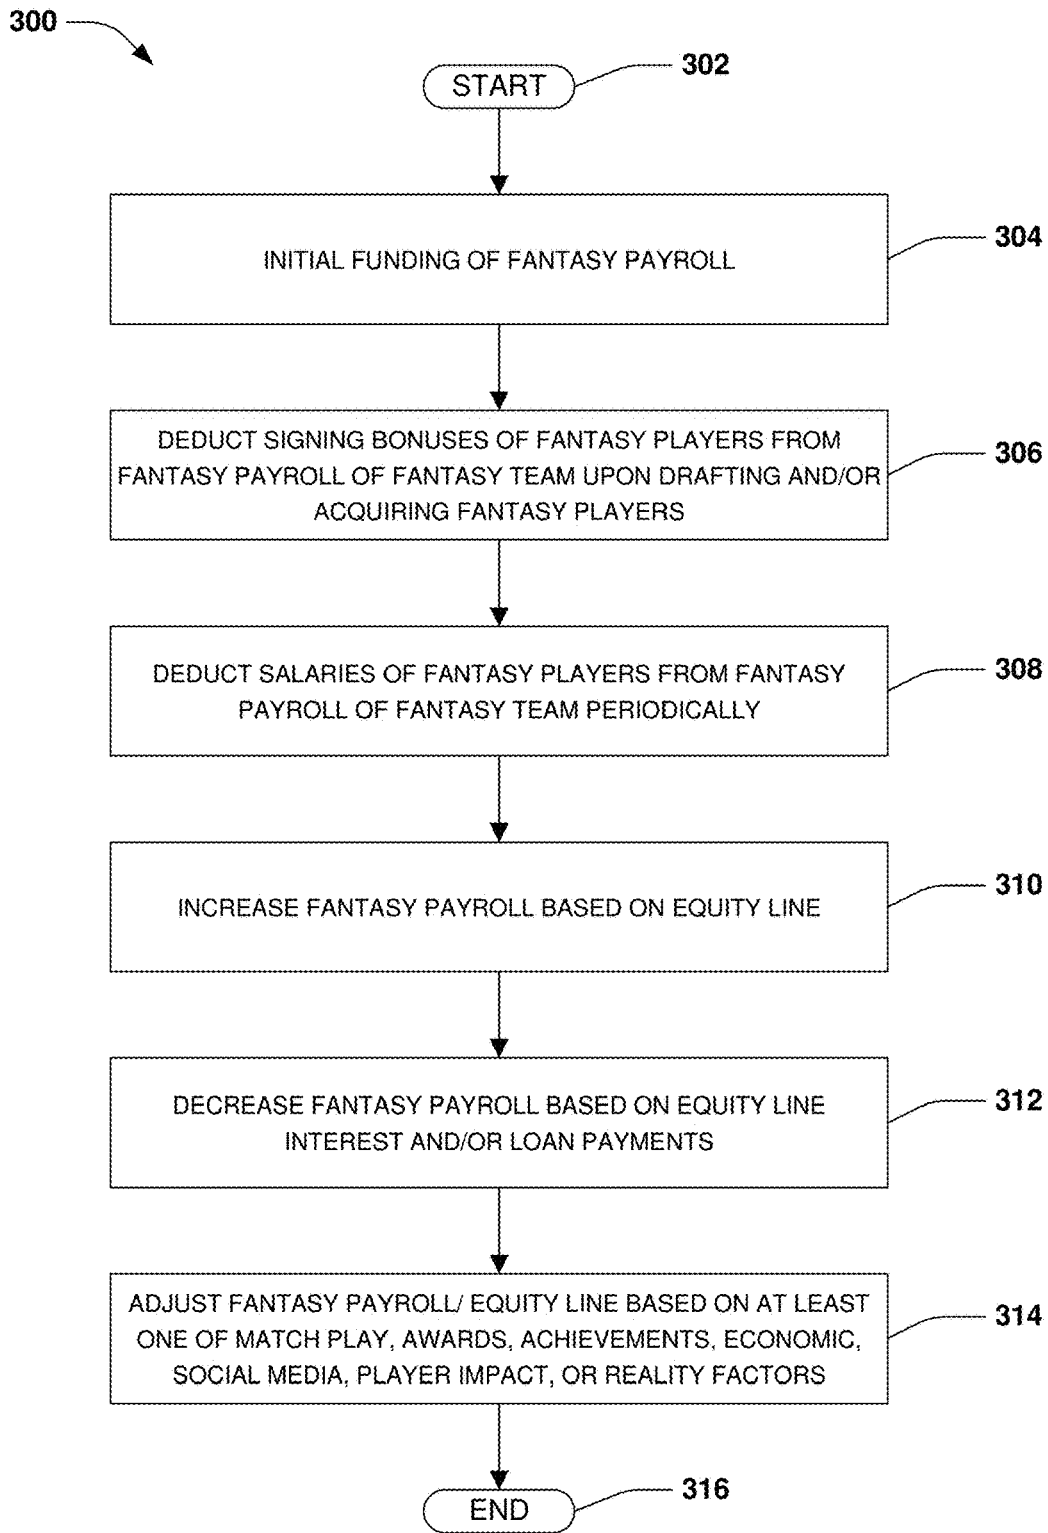 300
START
302
INITIAL FUNDING OF FANTASY PAYROLL
304
DEDUCT SIGNING BONUSES OF FANTASY PLAYERS FROM
FANTASY PAYROLL OF FANTASY TEAM UPON DRAFTING AND/OR
ACQUIRING FANTASY PLAYERS
306
DEDUCT SALARIES OF FANTASY PLAYERS FROM FANTASY
PAYROLL OF FANTASY TEAM PERIODICALLY
308
INCREASE FANTASY PAYROLL BASED ON EQUITY LINE
310
DECREASE FANTASY PAYROLL BASED ON EQUITY LINE
INTEREST AND/OR LOAN PAYMENTS
312
ADJUST FANTASY PAYROLL/ EQUITY LINE BASED ON AT LEAST
ONE OF MATCH PLAY, AWARDS, ACHIEVEMENTS, ECONOMIC,
SOCIAL MEDIA, PLAYER IMPACT, OR REALITY FACTORS
314
END
316